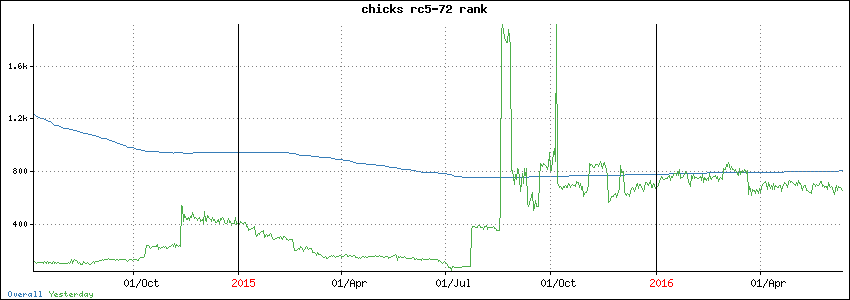 chicks rc5-72 rank
1.6k
1.2k
800
400
01/Oct 2015 01/Apr 01/Jul 01/Oct 2016 01/Apr
Overall Yesterday